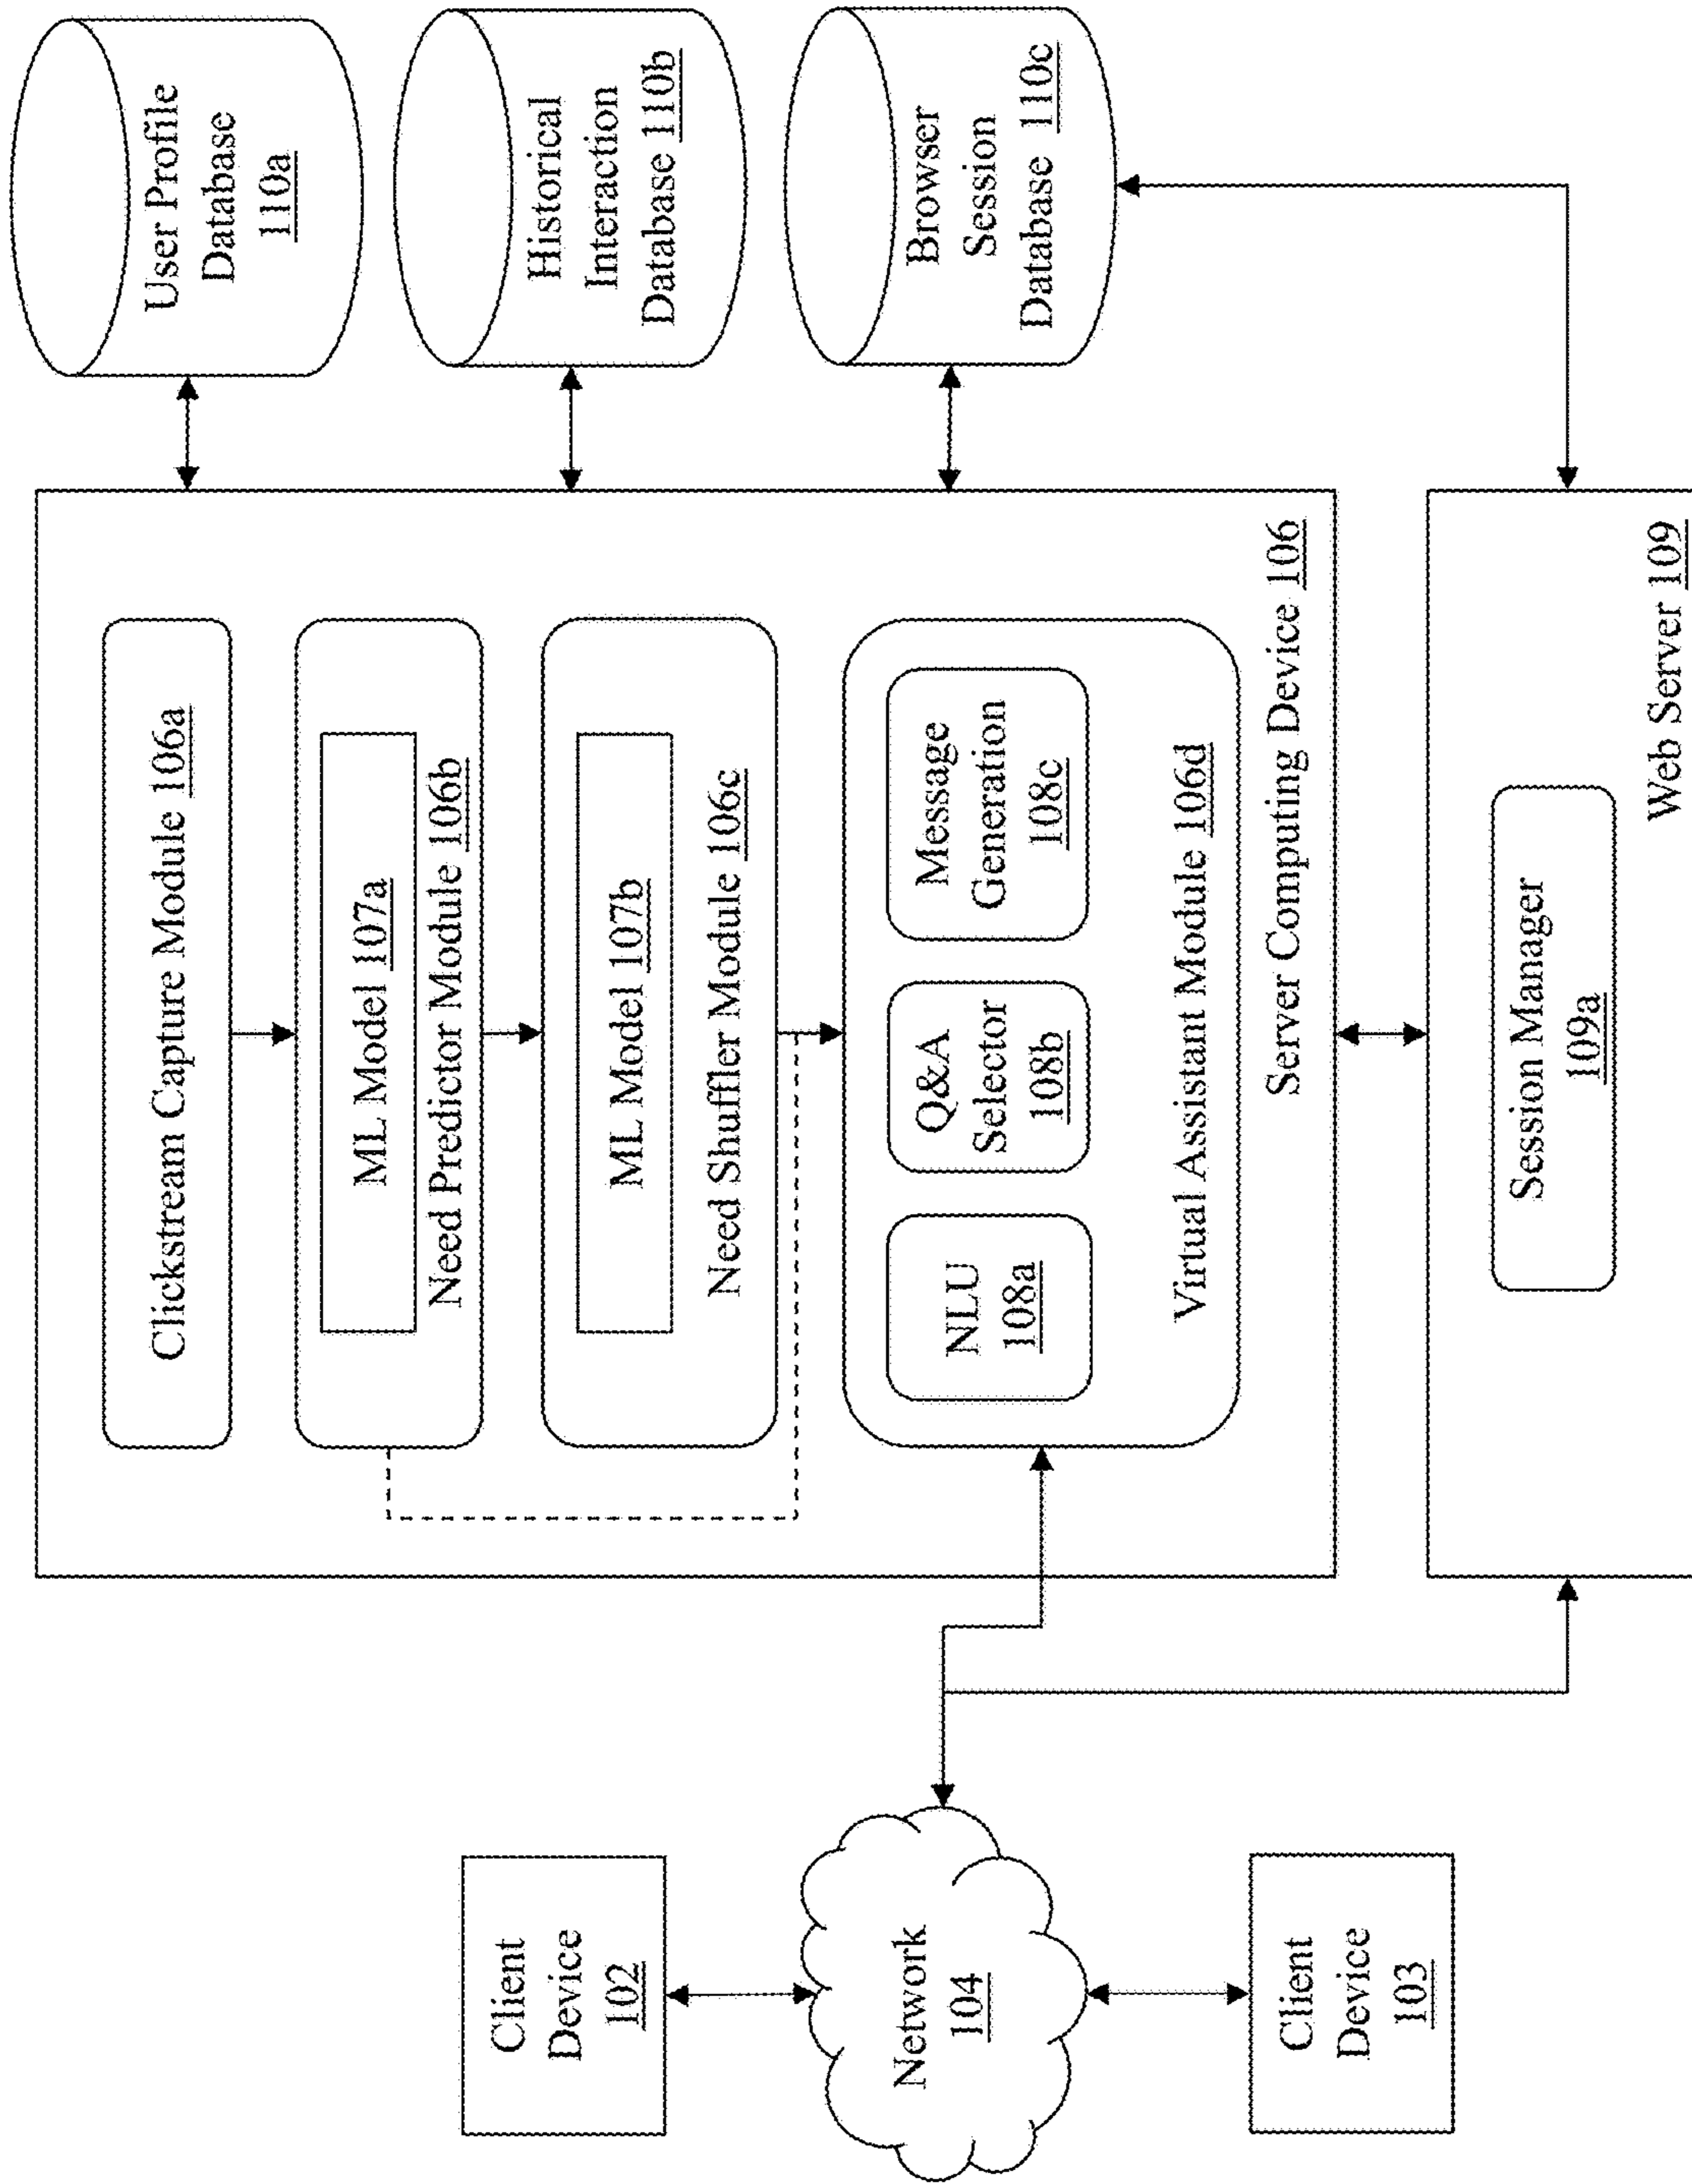 Client
Device
102
Network
104
Client
Device
103
Clickstream Capture Module 106a
ML Model 107a
Need Predictor Module 106b
ML Model 107b
Need Shuffler Module 106c
NLU
108a
Q&A
Selector
108b
Message
Generation
108c
Virtual Assistant Module 106d
Server Computing Device 106
Session Manager
109a
Web Server 109
User Profile
Database
110a
Historical
Interaction
Database 110b
Browser
Session
Database 110c